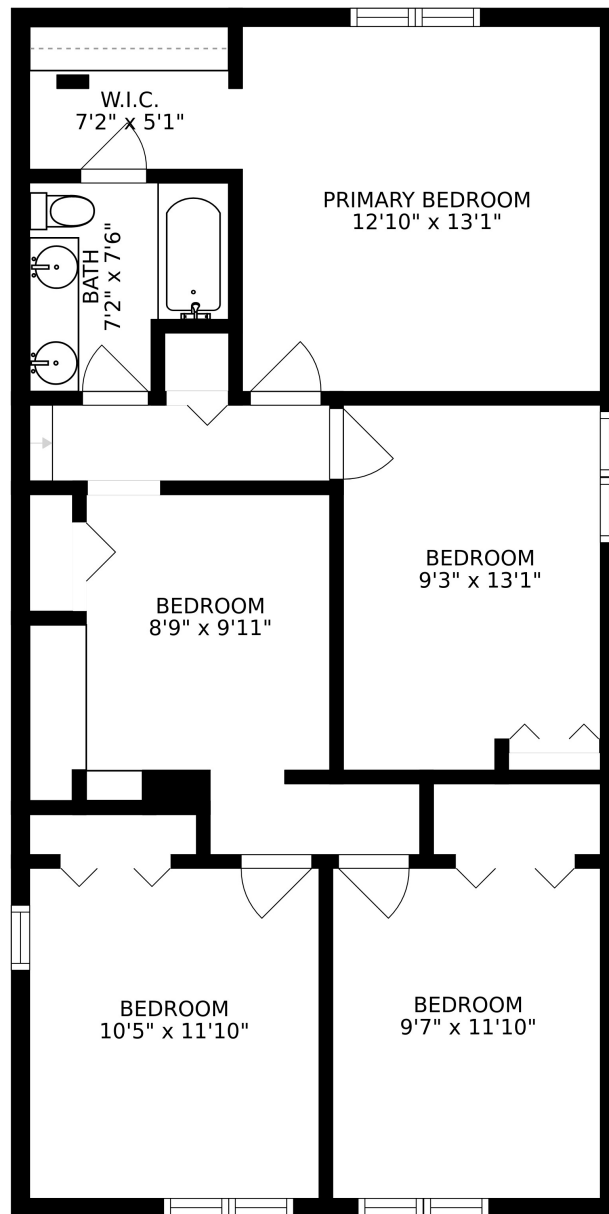 W.I.C.
7'2" x 5'1"
PRIMARY BEDROOM
12'10" x 13'1"
BATH
7'2" x 7'6"
BEDROOM
9'3" x 13'1"
BEDROOM
8'9" x 9'11"
BEDROOM
10'5" x 11'10"
BEDROOM
9'7" x 11'10"